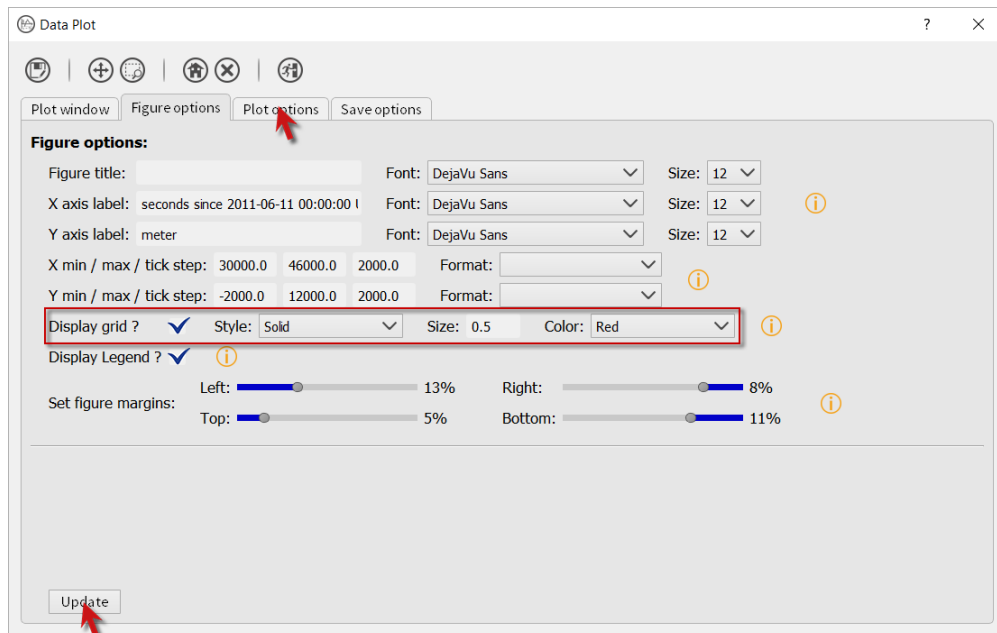 Data Plot ?
Plot window Figure options Plot options Save options
Figure options:
Figure title: Font: DejaVu Sans Size: 12
X axis label: seconds since 2011-06-11 00:00:00 Font: DejaVu Sans Size: 12
Y axis label: meter Font: DejaVu Sans Size: 12
X min / max / tick step: 30000.0 46000.0 2000.0 Format:
Y min / max / tick step: -2000.0 12000.0 2000.0 Format:
Display grid ? Style: Solid Size: 0.5 Color: Red
Display Legend ?
Left: 13% Right: 8%
Set figure margins:
Top: 5% Bottom: 11%
Update